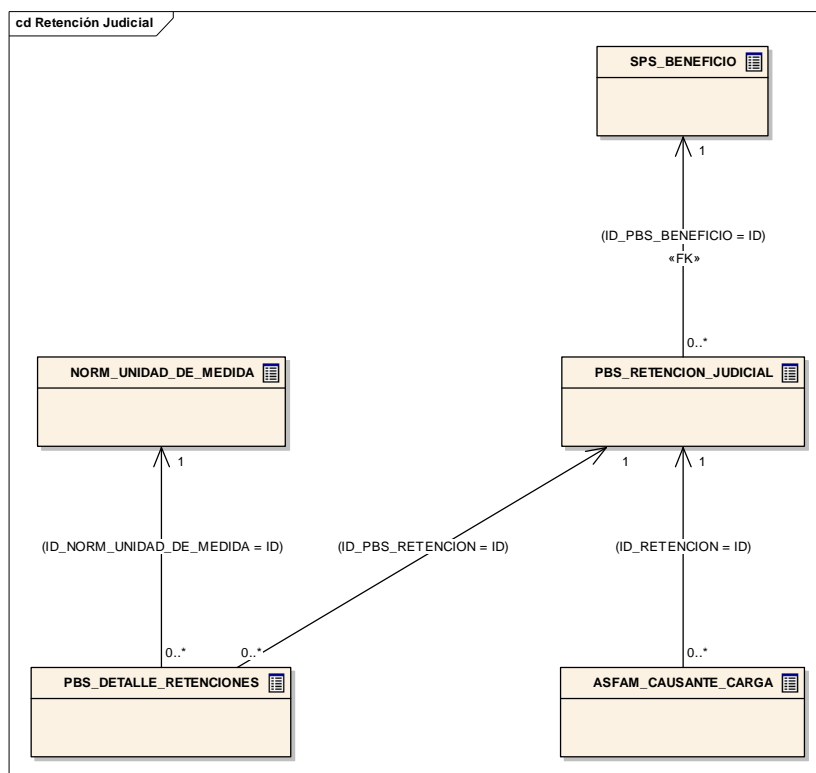 cd Retención Judicial
SPS_BENEFICIO
1
(ID_PBS_BENEFICIO = ID)
«FK»
0..*
NORM_UNIDAD_DE_MEDIDA
PBS_RETENCION_JUDICIAL
1
1
1
(ID_NORM_UNIDAD_DE_MEDIDA = ID)
(ID_PBS_RETENCION = ID)
(ID_RETENCION = ID)
0..*
0..*
0..*
PBS_DETALLE_RETENCIONES
ASFAM_CAUSANTE_CARGA